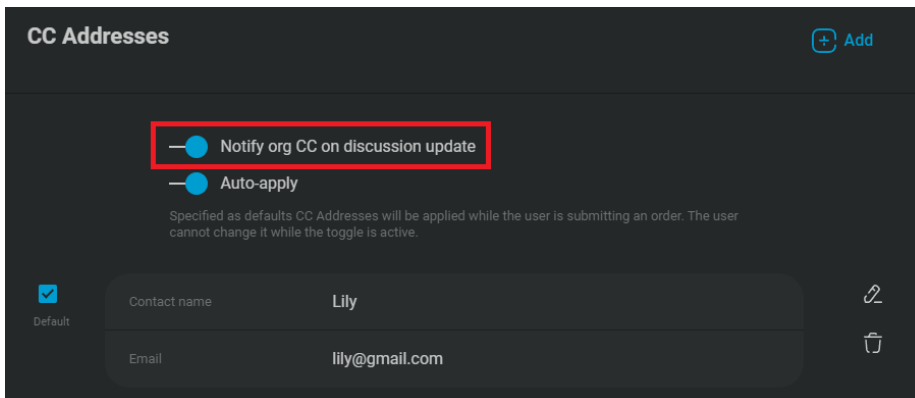 CC Addresses
Add
Notify org CC on discussion update
Auto-apply
Specified as defaults CC Addresses will be applied while the user is submitting an order. The user
cannot change it while the toggle is active.
Default
Contact name
Lily
Email
lily@gmail.com